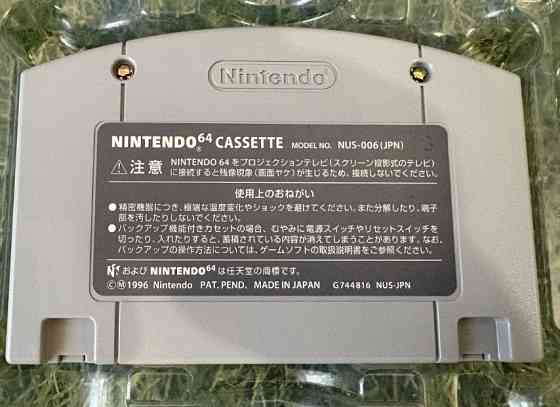 Nintendo®
NINTENDO64® CASSETTE MODEL NO. NUS-006(JPN)
⚠注意 NINTENDO 64 をプロジェクションテレビ(スクリーン投影式のテレビ)
に接続すると残像現象(画面ヤケ)が生じるため、接続しないでください。
使用上のおねがい
●精密機器につき、極端な温度変化やショックを避けてください。また分解したり、端子
部を汚したりしないでください。
●バックアップ機能付きカセットの場合、むやみに電源スイッチやリセットスイッチを
切ったり、入れたりすると、蓄積されている内容が消えてしまうことがあります。なお、
バックアップの操作方法については、ゲームソフトの取扱説明書をご参照ください。
および NINTENDO64 は任天堂の商標です。
©Ⓜ1996 Nintendo PAT. PEND. MADE IN JAPAN G744816 NUS-JPN